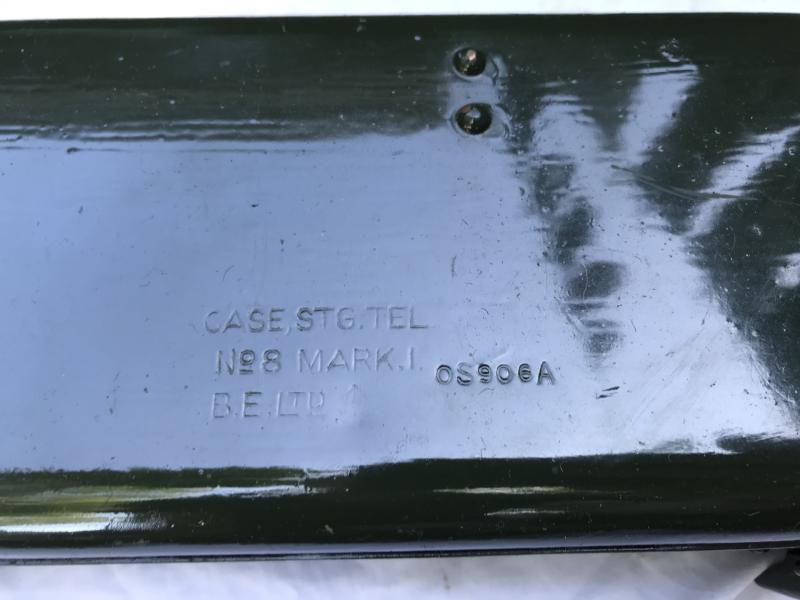 CASE, STG. TEL
Nº8 MARK. I.
OS906A
B.E. LTD